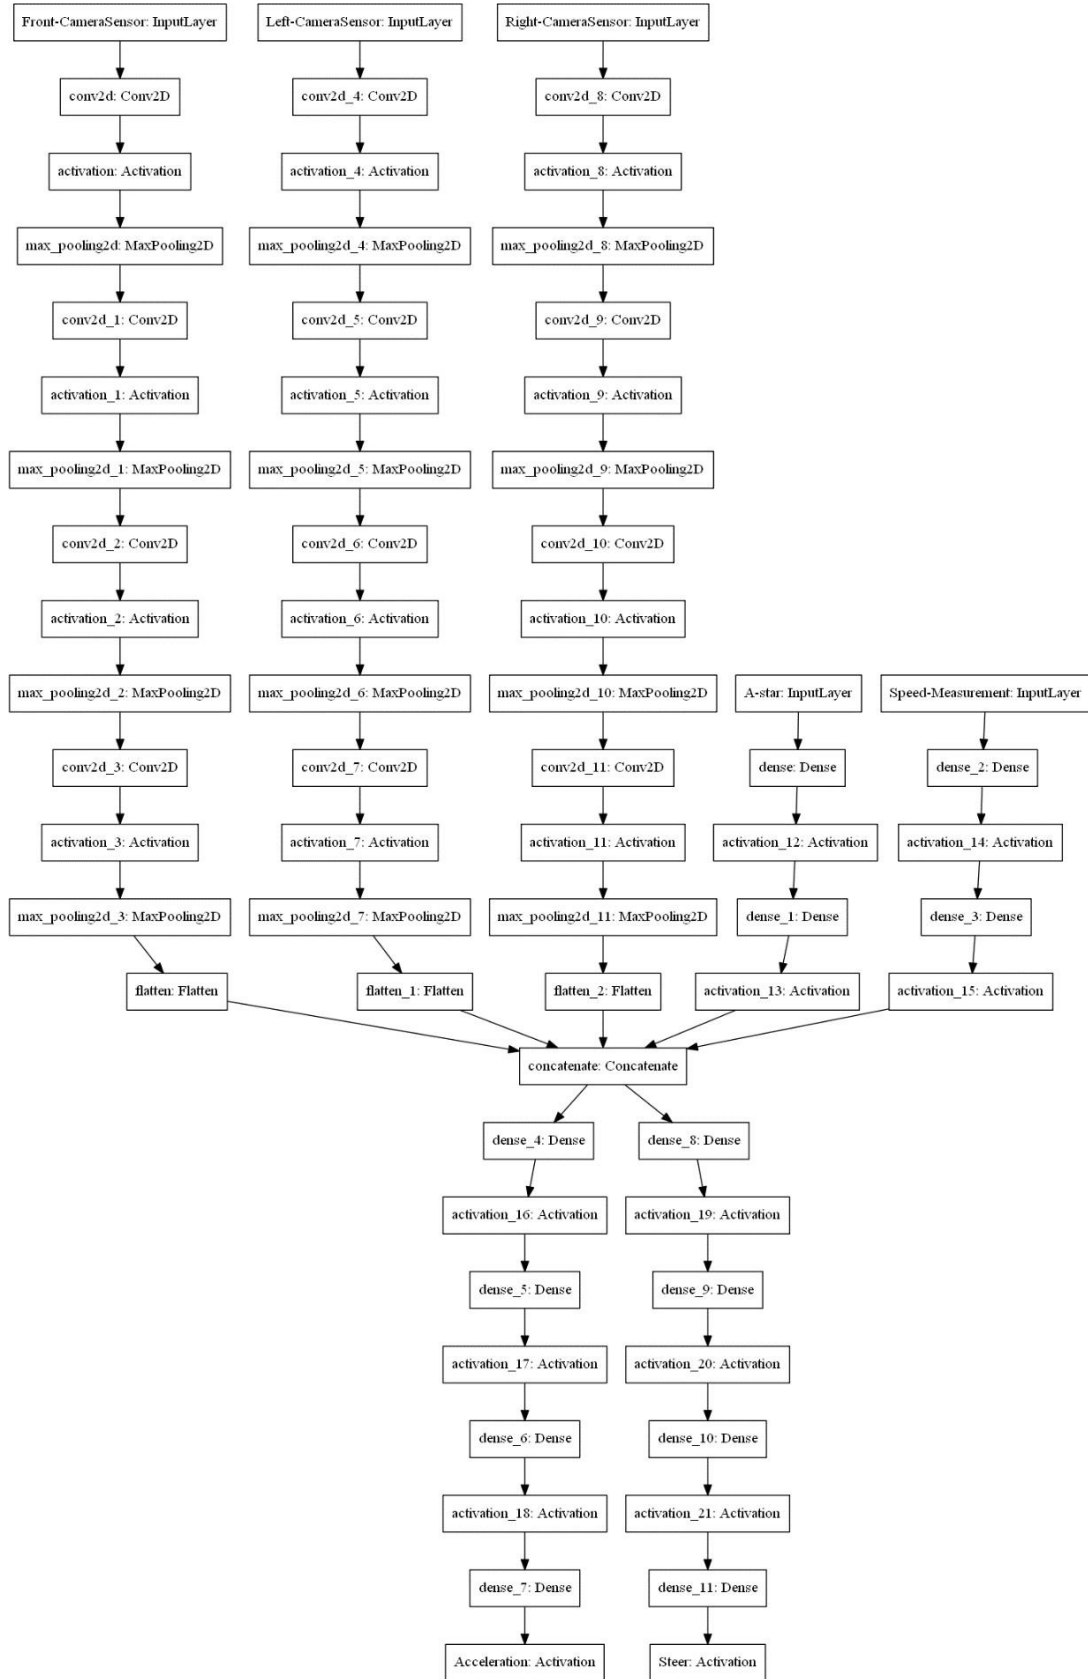 Front-CameraSensor: InputLayer
Left-CameraSensor: InputLayer
Right-CameraSensor: InputLayer
conv2d: Conv2D
conv2d_4: Conv2D
conv2d_8: Conv2D
activation: Activation
activation_4: Activation
activation_8: Activation
max_pooling2d: MaxPooling2D
max_pooling2d_4: MaxPooling2D
max_pooling2d_8: MaxPooling2D
conv2d_1: Conv2D
conv2d_5: Conv2D
conv2d_9: Conv2D
activation_1: Activation
activation_5: Activation
activation_9: Activation
max_pooling2d_1: MaxPooling2D
max_pooling2d_5: MaxPooling2D
max_pooling2d_9: MaxPooling2D
conv2d_2: Conv2D
conv2d_6: Conv2D
conv2d_10: Conv2D
activation_2: Activation
activation_6: Activation
activation_10: Activation
max_pooling2d_2: MaxPooling2D
max_pooling2d_6: MaxPooling2D
max_pooling2d_10: MaxPooling2D
A-star: InputLayer
Speed-Measurement: InputLayer
conv2d_3: Conv2D
conv2d_7: Conv2D
conv2d_11: Conv2D
dense: Dense
dense_2: Dense
activation_3: Activation
activation_7: Activation
activation_11: Activation
activation_12: Activation
activation_14: Activation
max_pooling2d_3: MaxPooling2D
max_pooling2d_7: MaxPooling2D
max_pooling2d_11: MaxPooling2D
dense_1: Dense
dense_3: Dense
flatten: Flatten
flatten_1: Flatten
flatten_2: Flatten
activation_13: Activation
activation_15: Activation
concatenate: Concatenate
dense_4: Dense
dense_8: Dense
activation_16: Activation
activation_19: Activation
dense_5: Dense
dense_9: Dense
activation_17: Activation
activation_20: Activation
dense_6: Dense
dense_10: Dense
activation_18: Activation
activation_21: Activation
dense_7: Dense
dense_11: Dense
Acceleration: Activation
Steer: Activation